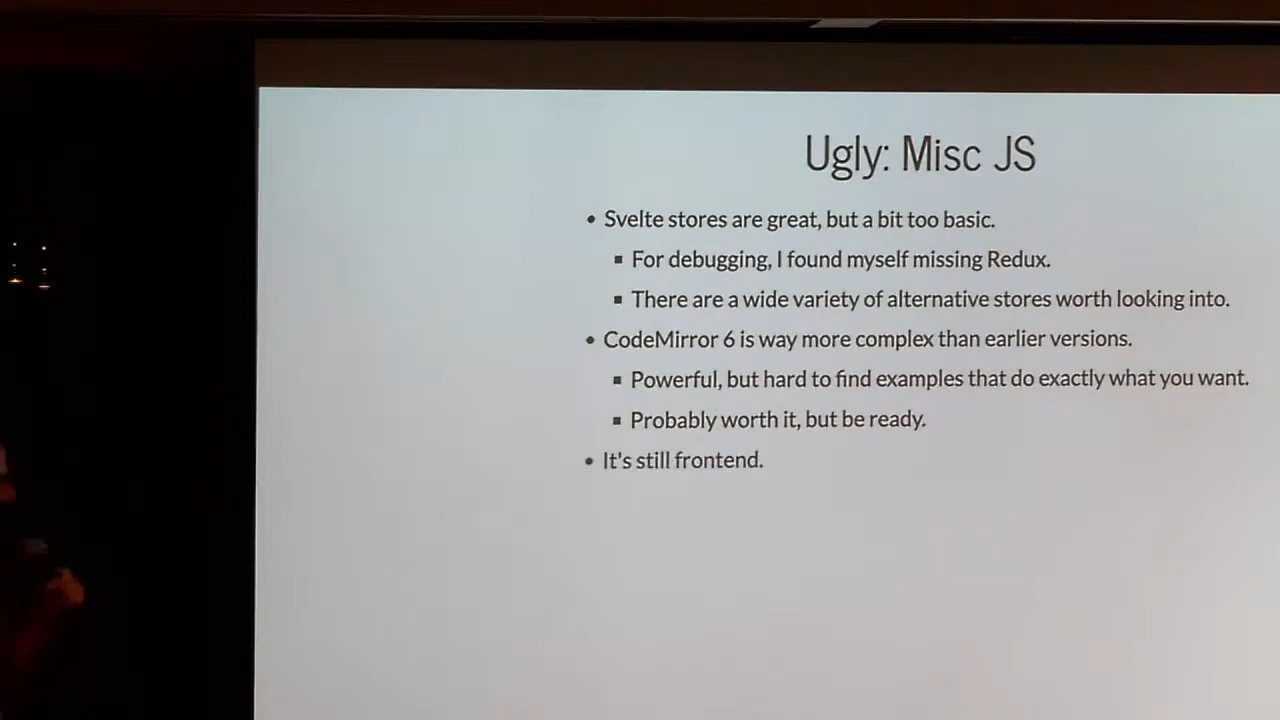 Ugly: Misc JS
• Svelte stores are great, but a bit too basic.
▪ For debugging, I found myself missing Redux.
▪ There are a wide variety of alternative stores worth looking into.
• CodeMirror 6 is way more complex than earlier versions.
▪ Powerful, but hard to find examples that do exactly what you want.
▪ Probably worth it, but be ready.
• It's still frontend.